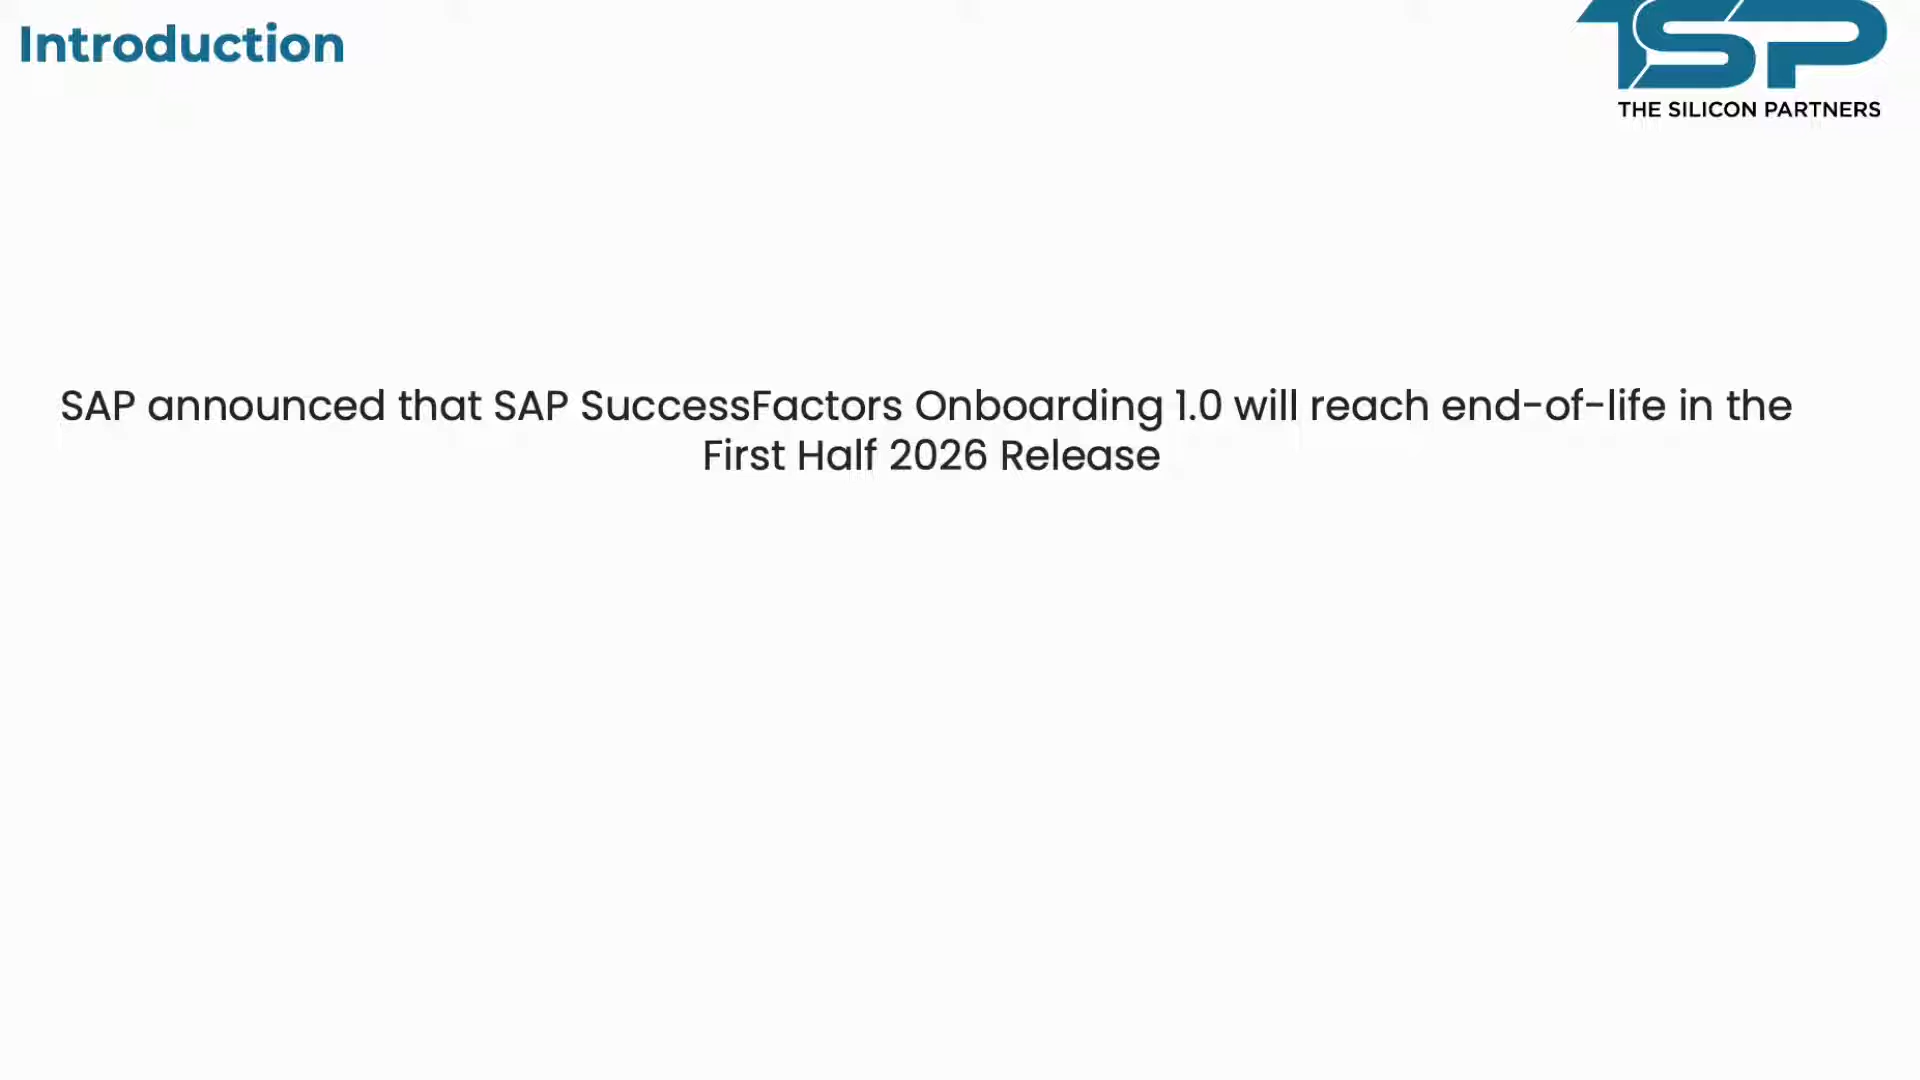 Introduction
TSP
THE SILICON PARTNERS
SAP announced that SAP SuccessFactors Onboarding 1.0 will reach end-of-life in the
First Half 2026 Release